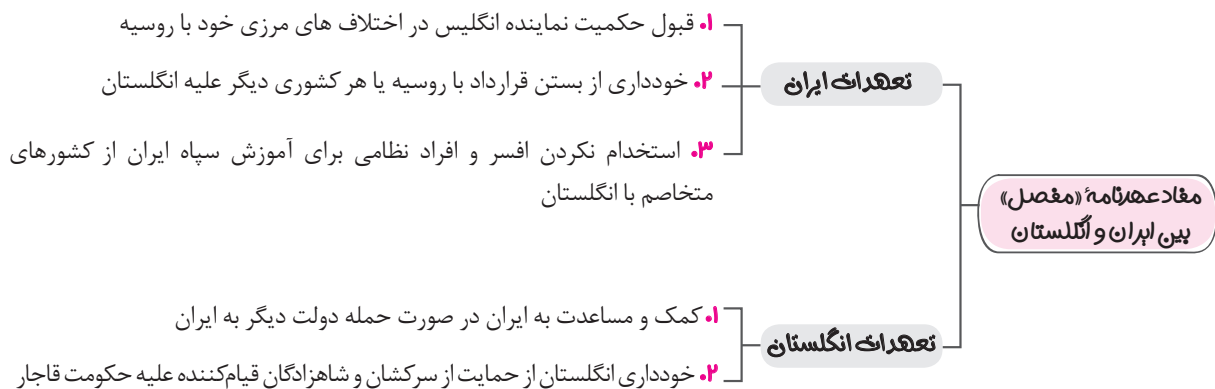 مفاد عهدنامهٔ «مفصل»
بین ایران و انگلستان
تعهدات ایران
۱. قبول حکمیت نماینده انگلیس در اختلاف های مرزی خود با روسیه
۲. خودداری از بستن قرارداد با روسیه یا هر کشوری دیگر علیه انگلستان
۳. استخدام نکردن افسر و افراد نظامی برای آموزش سپاه ایران از کشورهای
متخاصم با انگلستان
تعهدات انگلستان
۱. کمک و مساعدت به ایران در صورت حمله دولت دیگر به ایران
۲. خودداری انگلستان از حمایت از سرکشان و شاهزادگان قیام‌کننده علیه حکومت قاجار